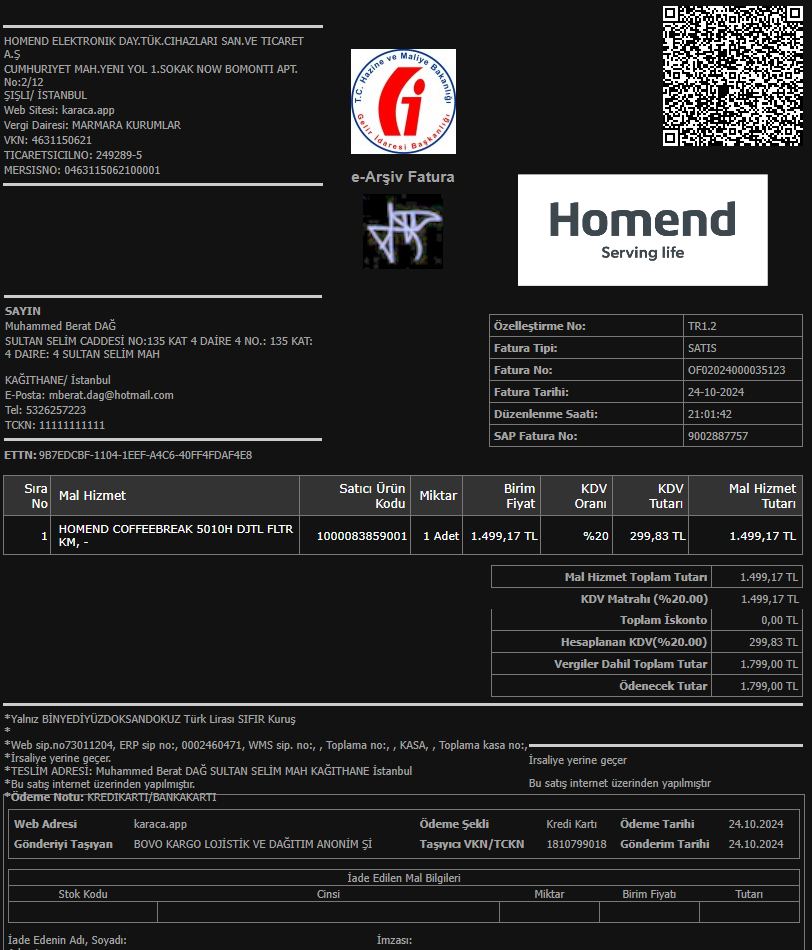 HOMEND ELEKTRONIK DAY.TÜK.CIHAZLARI SAN.VE TICARET
A.Ş
CUMHURIYET MAH.YENI YOL 1.SOKAK NOW BOMONTI APT.
No:2/12
ŞIŞLI/ İSTANBUL
Web Sitesi: karaca.app
Vergi Dairesi: MARMARA KURUMLAR
VKN: 4631150621
TICARETSICILNO: 249289-5
MERSISNO: 0463115062100001
T.C. Hazine ve Maliye Bakanlığı
Gelir İdaresi Başkanlığı
e-Arşiv Fatura
Homend
Serving life
SAYIN
Muhammed Berat DAĞ
SULTAN SELİM CADDESİ NO:135 KAT 4 DAİRE 4 NO.: 135 KAT:
4 DAIRE: 4 SULTAN SELİM MAH
KAĞITHANE/ İstanbul
E-Posta: mberat.dag@hotmail.com
Tel: 5326257223
TCKN: 11111111111
ETTN: 9B7EDCBF-1104-1EEF-A4C6-40FF4FDAF4E8
Özelleştirme No: TR1.2
Fatura Tipi: SATIS
Fatura No: OF02024000035123
Fatura Tarihi: 24-10-2024
Düzenlenme Saati: 21:01:42
SAP Fatura No: 9002887757
Sıra No Mal Hizmet Satıcı Ürün Kodu Miktar Birim Fiyat KDV Oranı KDV Tutarı Mal Hizmet Tutarı
1 HOMEND COFFEEBREAK 5010H DJTL FLTR KM, - 1000083859001 1 Adet 1.499,17 TL %20 299,83 TL 1.499,17 TL
Mal Hizmet Toplam Tutarı 1.499,17 TL
KDV Matrahı (%20.00) 1.499,17 TL
Toplam İskonto 0,00 TL
Hesaplanan KDV(%20.00) 299,83 TL
Vergiler Dahil Toplam Tutar 1.799,00 TL
Ödenecek Tutar 1.799,00 TL
*Yalnız BİNYEDİYÜZDOKSANDOKUZ Türk Lirası SIFIR Kuruş
*
*Web sip.no73011204, ERP sip no:, 0002460471, WMS sip. no:, , Toplama no:, , KASA, , Toplama kasa no:,
*İrsaliye yerine geçer.
*TESLİM ADRESİ: Muhammed Berat DAĞ SULTAN SELİM MAH KAĞITHANE İstanbul
*Bu satış internet üzerinden yapılmıştır.
*Ödeme Notu: KREDIKARTI/BANKAKARTI
İrsaliye yerine geçer
Bu satış internet üzerinden yapılmıştır
Web Adresi karaca.app Ödeme Şekli Kredi Kartı Ödeme Tarihi 24.10.2024
Gönderiyi Taşıyan BOVO KARGO LOJİSTİK VE DAĞITIM ANONİM Şİ Taşıyıcı VKN/TCKN 1810799018 Gönderim Tarihi 24.10.2024
İade Edilen Mal Bilgileri
Stok Kodu Cinsi Miktar Birim Fiyatı Tutarı
İade Edenin Adı, Soyadı: İmzası: